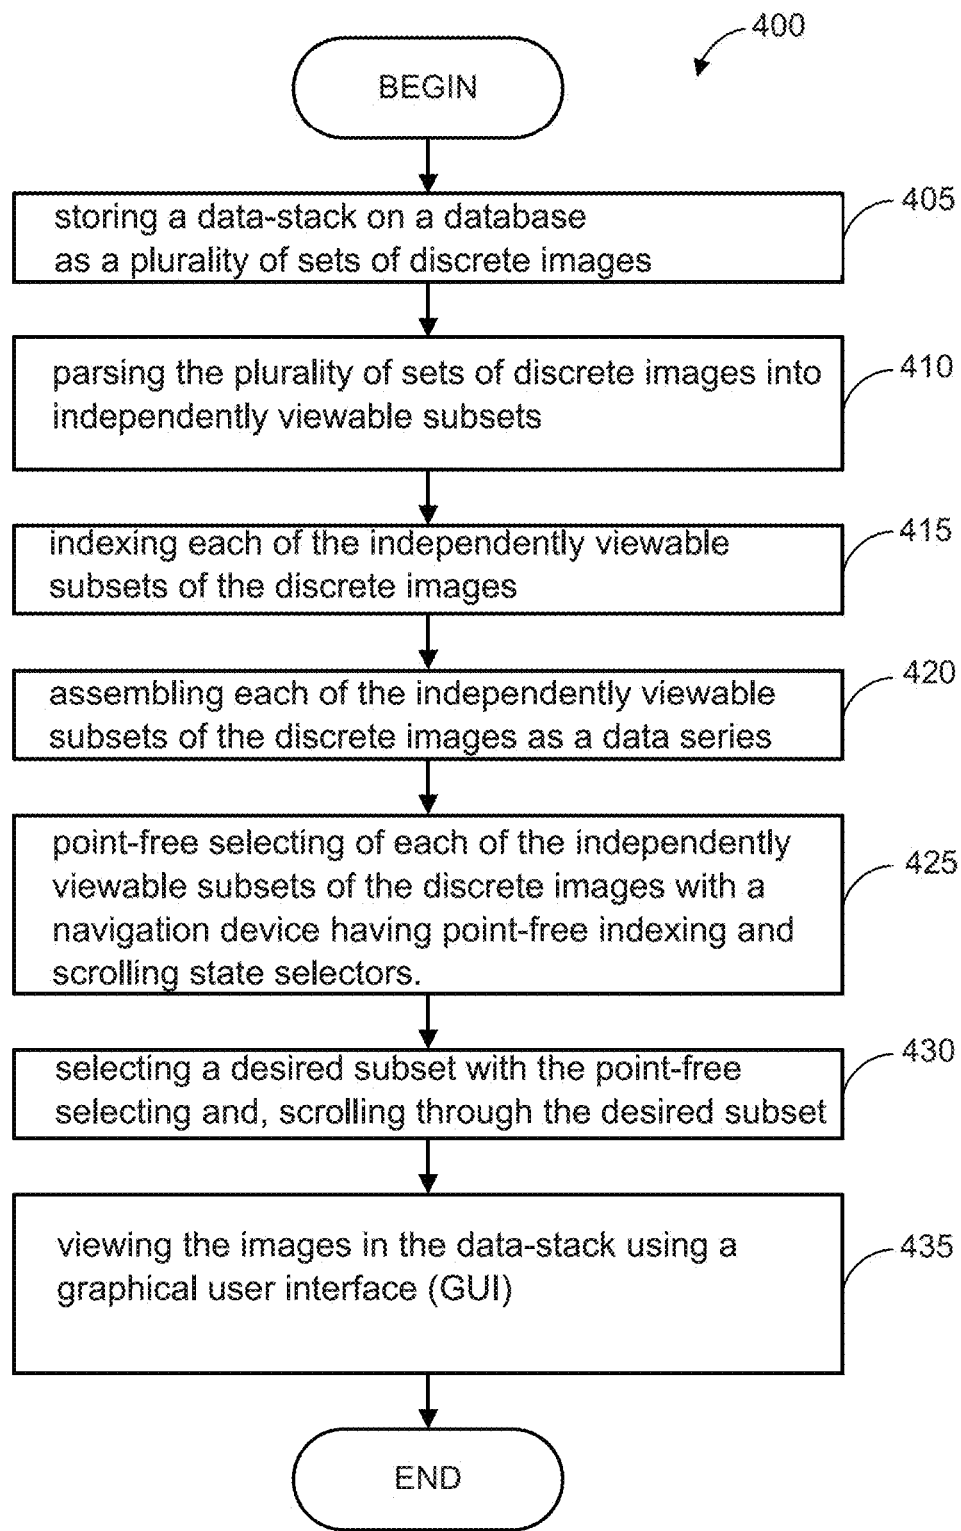 400
BEGIN
405
storing a data-stack on a database
as a plurality of sets of discrete images
410
parsing the plurality of sets of discrete images into
independently viewable subsets
415
indexing each of the independently viewable
subsets of the discrete images
420
assembling each of the independently viewable
subsets of the discrete images as a data series
425
point-free selecting of each of the independently
viewable subsets of the discrete images with a
navigation device having point-free indexing and
scrolling state selectors.
430
selecting a desired subset with the point-free
selecting and, scrolling through the desired subset
435
viewing the images in the data-stack using a
graphical user interface (GUI)
END